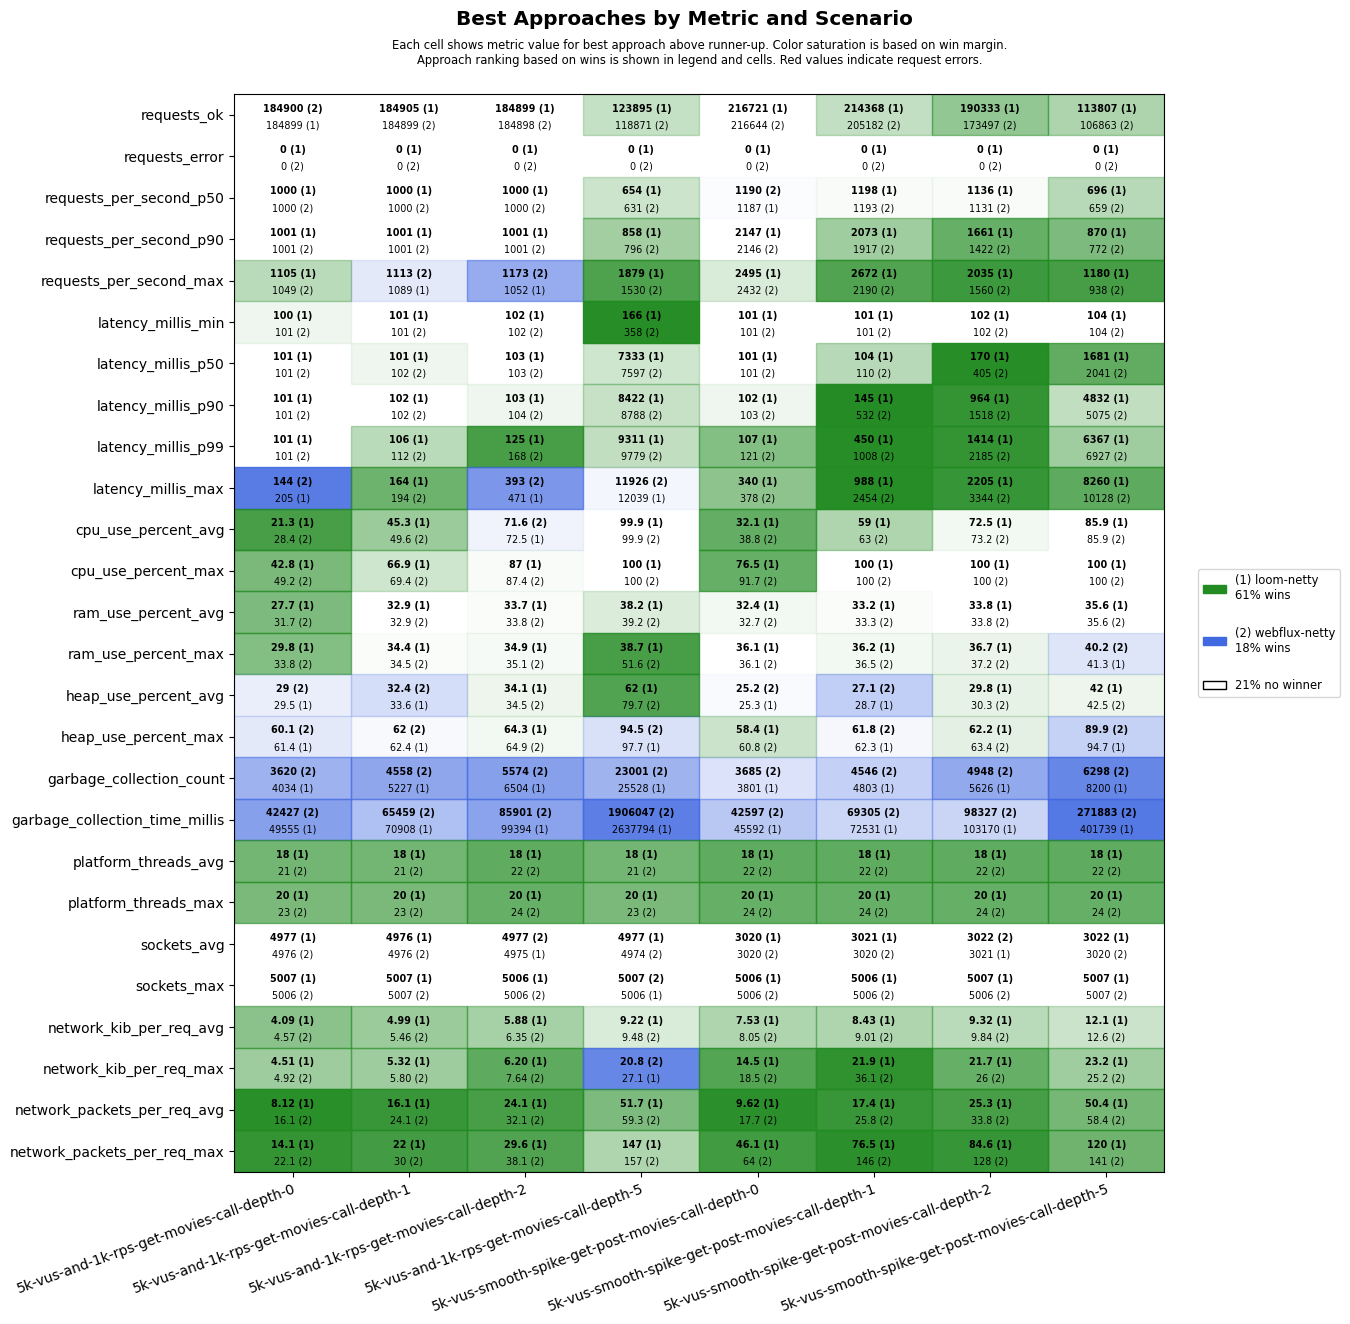 Best Approaches by Metric and Scenario
Each cell shows metric value for best approach above runner-up. Color saturation is based on win margin.
Approach ranking based on wins is shown in legend and cells. Red values indicate request errors.
requests_ok
184900 (2) 184905 (1) 184899 (1) 123895 (1) 216721 (1) 214368 (1) 190333 (1) 113807 (1)
184899 (1) 184899 (2) 184898 (2) 118871 (2) 216644 (2) 205182 (2) 173497 (2) 106863 (2)
requests_error
0 (1) 0 (1) 0 (1) 0 (1) 0 (1) 0 (1) 0 (1) 0 (1)
0 (2) 0 (2) 0 (2) 0 (2) 0 (2) 0 (2) 0 (2) 0 (2)
requests_per_second_p50
1000 (1) 1000 (1) 1000 (1) 654 (1) 1190 (2) 1198 (1) 1136 (1) 696 (1)
1000 (2) 1000 (2) 1000 (2) 631 (2) 1187 (1) 1193 (2) 1131 (2) 659 (2)
requests_per_second_p90
1001 (1) 1001 (1) 1001 (1) 858 (1) 2147 (1) 2073 (1) 1661 (1) 870 (1)
1001 (2) 1001 (2) 1001 (2) 796 (2) 2146 (2) 1917 (2) 1422 (2) 772 (2)
requests_per_second_max
1105 (1) 1113 (2) 1173 (2) 1879 (1) 2495 (1) 2672 (1) 2035 (1) 1180 (1)
1049 (2) 1089 (1) 1052 (1) 1530 (2) 2432 (2) 2190 (2) 1560 (2) 938 (2)
latency_millis_min
100 (1) 101 (1) 102 (1) 166 (1) 101 (1) 101 (1) 102 (1) 104 (1)
101 (2) 101 (2) 102 (2) 358 (2) 101 (2) 101 (2) 102 (2) 104 (2)
latency_millis_p50
101 (1) 101 (1) 103 (1) 7333 (1) 101 (1) 104 (1) 170 (1) 1681 (1)
101 (2) 102 (2) 103 (2) 7597 (2) 101 (2) 110 (2) 405 (2) 2041 (2)
latency_millis_p90
101 (1) 102 (1) 103 (1) 8422 (1) 102 (1) 145 (1) 964 (1) 4832 (1)
101 (2) 102 (2) 104 (2) 8788 (2) 103 (2) 532 (2) 1518 (2) 5075 (2)
latency_millis_p99
101 (1) 106 (1) 125 (1) 9311 (1) 107 (1) 450 (1) 1414 (1) 6367 (1)
101 (2) 112 (2) 168 (2) 9779 (2) 121 (2) 1008 (2) 2185 (2) 6927 (2)
latency_millis_max
144 (2) 164 (1) 393 (2) 11926 (2) 340 (1) 988 (1) 2205 (1) 8260 (1)
205 (1) 194 (2) 471 (1) 12039 (1) 378 (2) 2454 (2) 3344 (2) 10128 (2)
cpu_use_percent_avg
21.3 (1) 45.3 (1) 71.6 (2) 99.9 (1) 32.1 (1) 59 (1) 72.5 (1) 85.9 (1)
28.4 (2) 49.6 (2) 72.5 (1) 99.9 (2) 38.8 (2) 63 (2) 73.2 (2) 85.9 (2)
cpu_use_percent_max
42.8 (1) 66.9 (1) 87 (1) 100 (1) 76.5 (1) 100 (1) 100 (1) 100 (1)
49.2 (2) 69.4 (2) 87.4 (2) 100 (2) 91.7 (2) 100 (2) 100 (2) 100 (2)
ram_use_percent_avg
27.7 (1) 32.9 (1) 33.7 (1) 38.2 (1) 32.4 (1) 33.2 (1) 33.8 (1) 35.6 (1)
31.7 (2) 32.9 (2) 33.8 (2) 39.2 (2) 32.7 (2) 33.3 (2) 33.8 (2) 35.6 (2)
ram_use_percent_max
29.8 (1) 34.4 (1) 34.9 (1) 38.7 (1) 36.1 (1) 36.2 (1) 36.7 (1) 40.2 (2)
33.8 (2) 34.5 (2) 35.1 (2) 51.6 (2) 36.1 (2) 36.5 (2) 37.2 (2) 41.3 (1)
heap_use_percent_avg
29 (2) 32.4 (2) 34.1 (1) 62 (1) 25.2 (2) 27.1 (2) 29.8 (1) 42 (1)
29.5 (1) 33.6 (1) 34.5 (2) 79.7 (2) 25.3 (1) 28.7 (1) 30.3 (2) 42.5 (2)
heap_use_percent_max
60.1 (2) 62 (2) 64.3 (1) 94.5 (2) 58.4 (1) 61.8 (2) 62.2 (1) 89.9 (2)
61.4 (1) 62.4 (1) 64.9 (2) 97.7 (1) 60.8 (2) 62.3 (1) 63.4 (2) 94.7 (1)
garbage_collection_count
3620 (2) 4558 (2) 5574 (2) 23001 (2) 3685 (2) 4546 (2) 4948 (2) 6298 (2)
4034 (1) 5227 (1) 6504 (1) 25528 (1) 3801 (1) 4803 (1) 5626 (1) 8200 (1)
garbage_collection_time_millis
42427 (2) 65459 (2) 85901 (2) 1906047 (2) 42597 (2) 69305 (2) 98327 (2) 271883 (2)
49555 (1) 70908 (1) 99394 (1) 2637794 (1) 45592 (1) 72531 (1) 103170 (1) 401739 (1)
platform_threads_avg
18 (1) 18 (1) 18 (1) 18 (1) 18 (1) 18 (1) 18 (1) 18 (1)
21 (2) 21 (2) 22 (2) 21 (2) 22 (2) 22 (2) 22 (2) 22 (2)
platform_threads_max
20 (1) 20 (1) 20 (1) 20 (1) 20 (1) 20 (1) 20 (1) 20 (1)
23 (2) 23 (2) 24 (2) 23 (2) 24 (2) 24 (2) 24 (2) 24 (2)
sockets_avg
4977 (1) 4976 (1) 4977 (2) 4977 (1) 3020 (1) 3021 (1) 3022 (2) 3022 (1)
4976 (2) 4976 (2) 4975 (1) 4974 (2) 3020 (2) 3020 (2) 3021 (1) 3020 (2)
sockets_max
5007 (1) 5007 (1) 5006 (1) 5007 (2) 5006 (1) 5006 (1) 5007 (1) 5007 (1)
5006 (2) 5007 (2) 5006 (2) 5006 (1) 5006 (2) 5006 (2) 5006 (2) 5007 (2)
network_kib_per_req_avg
4.09 (1) 4.99 (1) 5.88 (1) 9.22 (1) 7.53 (1) 8.43 (1) 9.32 (1) 12.1 (1)
4.57 (2) 5.46 (2) 6.35 (2) 9.48 (2) 8.05 (2) 9.01 (2) 9.84 (2) 12.6 (2)
network_kib_per_req_max
4.51 (1) 5.32 (1) 6.20 (1) 20.8 (2) 14.5 (1) 21.9 (1) 21.7 (1) 23.2 (1)
4.92 (2) 5.80 (2) 7.64 (2) 27.1 (1) 18.5 (2) 36.1 (2) 26 (2) 25.2 (2)
network_packets_per_req_avg
8.12 (1) 16.1 (1) 24.1 (1) 51.7 (1) 9.62 (1) 17.4 (1) 25.3 (1) 50.4 (1)
16.1 (2) 24.1 (2) 32.1 (2) 59.3 (2) 17.7 (2) 25.8 (2) 33.8 (2) 58.4 (2)
network_packets_per_req_max
14.1 (1) 22 (1) 29.6 (1) 147 (1) 46.1 (1) 76.5 (1) 84.6 (1) 120 (1)
22.1 (2) 30 (2) 38.1 (2) 157 (2) 64 (2) 146 (2) 128 (2) 141 (2)
5k-vus-and-1k-rps-get-movies-call-depth-0
5k-vus-and-1k-rps-get-movies-call-depth-1
5k-vus-and-1k-rps-get-movies-call-depth-2
5k-vus-and-1k-rps-get-movies-call-depth-5
5k-vus-smooth-spike-get-post-movies-call-depth-0
5k-vus-smooth-spike-get-post-movies-call-depth-1
5k-vus-smooth-spike-get-post-movies-call-depth-2
5k-vus-smooth-spike-get-post-movies-call-depth-5
(1) loom-netty
61% wins
(2) webflux-netty
18% wins
21% no winner